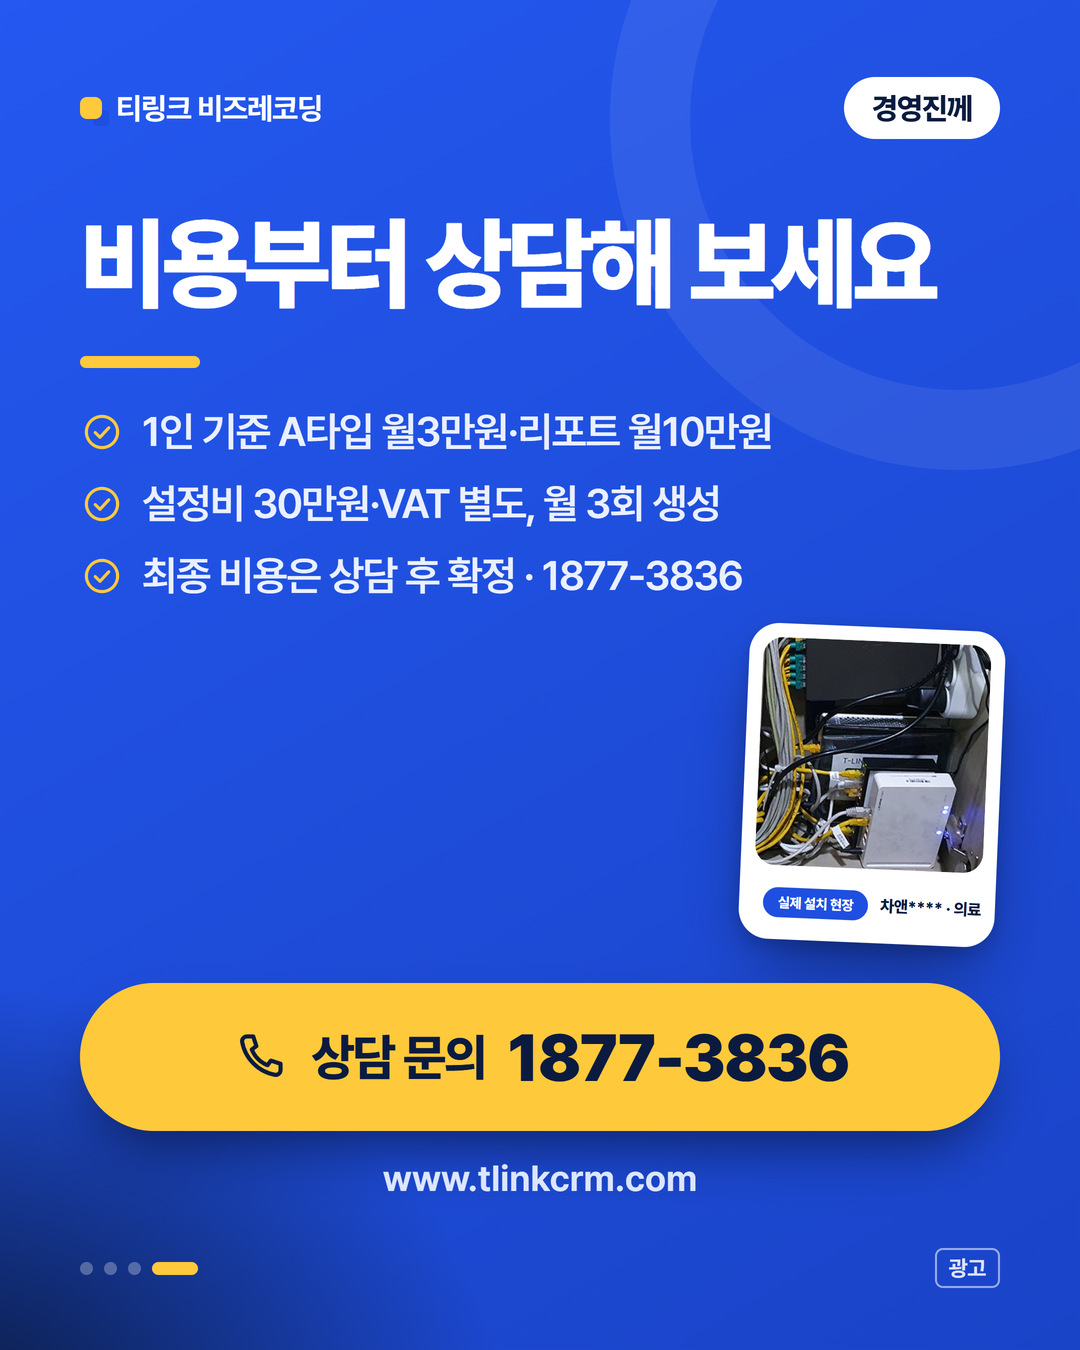 티링크 비즈레코딩
경영진께
비용부터 상담해 보세요
1인 기준 A타입 월3만원·리포트 월10만원
설정비 30만원·VAT 별도, 월 3회 생성
최종 비용은 상담 후 확정 · 1877-3836
T-LIN
실제 설치 현장 차앤**** · 의료
상담 문의 1877-3836
www.tlinkcrm.com
광고